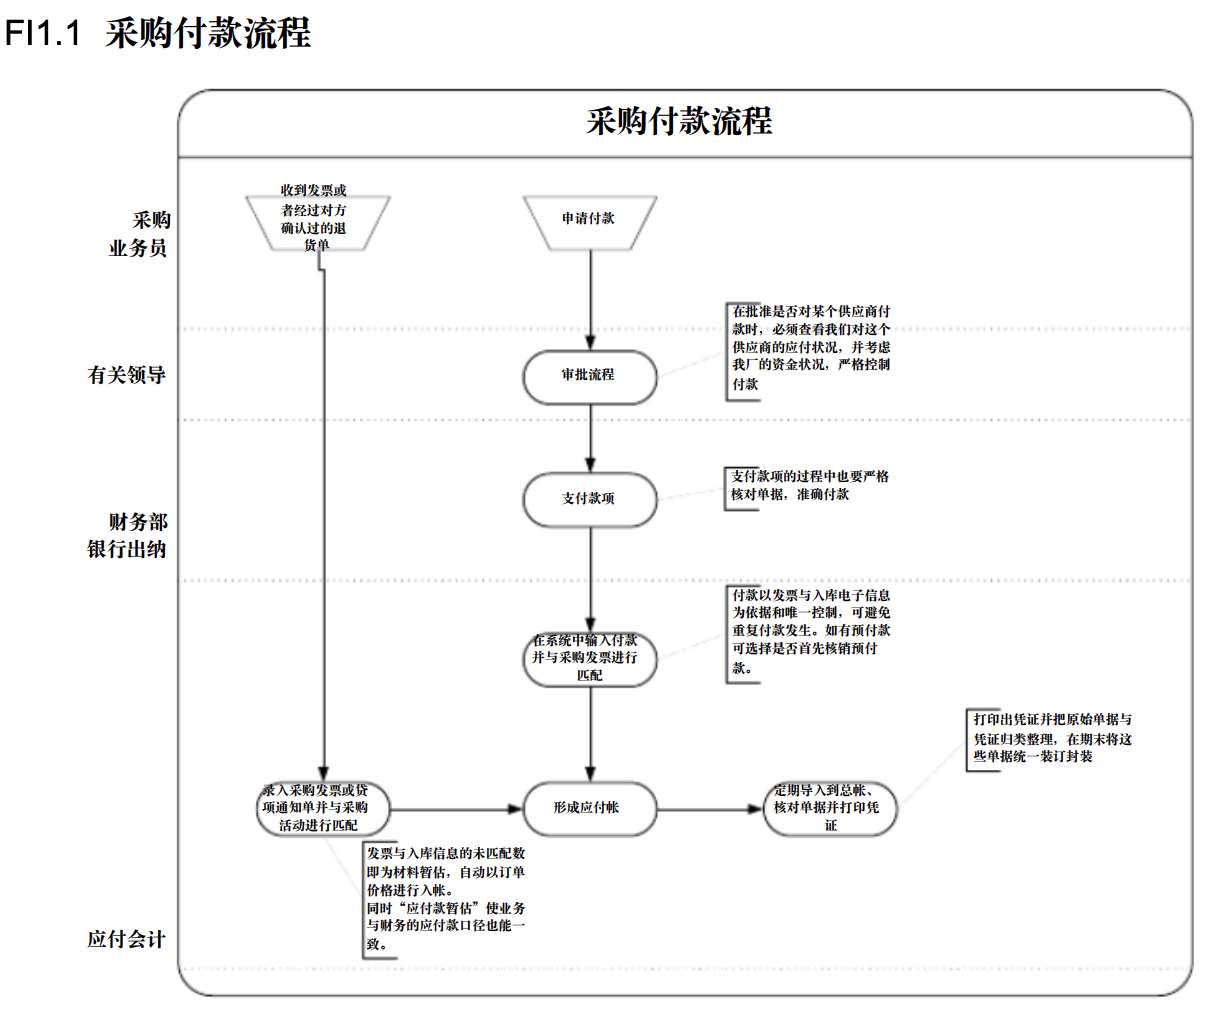 FI1.1 采购付款流程
采购付款流程
采购
业务员
收到发票或
者经过对方
确认过的退
货单
申请付款
在批准是否对某个供应商付
款时，必须查看我们对这个
供应商的应付状况，并考虑
我厂的资金状况，严格控制
付款
有关领导
审批流程
支付款项的过程中也要严格
核对单据，准确付款
支付款项
财务部
银行出纳
付款以发票与入库电子信息
为依据和唯一控制，可避免
重复付款发生。如有预付款
可选择是否首先核销预付
款。
在系统中输入付款
并与采购发票进行
匹配
打印出凭证并把原始单据与
凭证归类整理，在期末将这
些单据统一装订封装
录入采购发票或贷
项通知单并与采购
活动进行匹配
形成应付帐
定期导入到总帐、
核对单据并打印凭
证
发票与入库信息的未匹配数
即为材料暂估，自动以订单
价格进行入帐。
同时“应付款暂估”使业务
与财务的应付款口径也能一
致。
应付会计